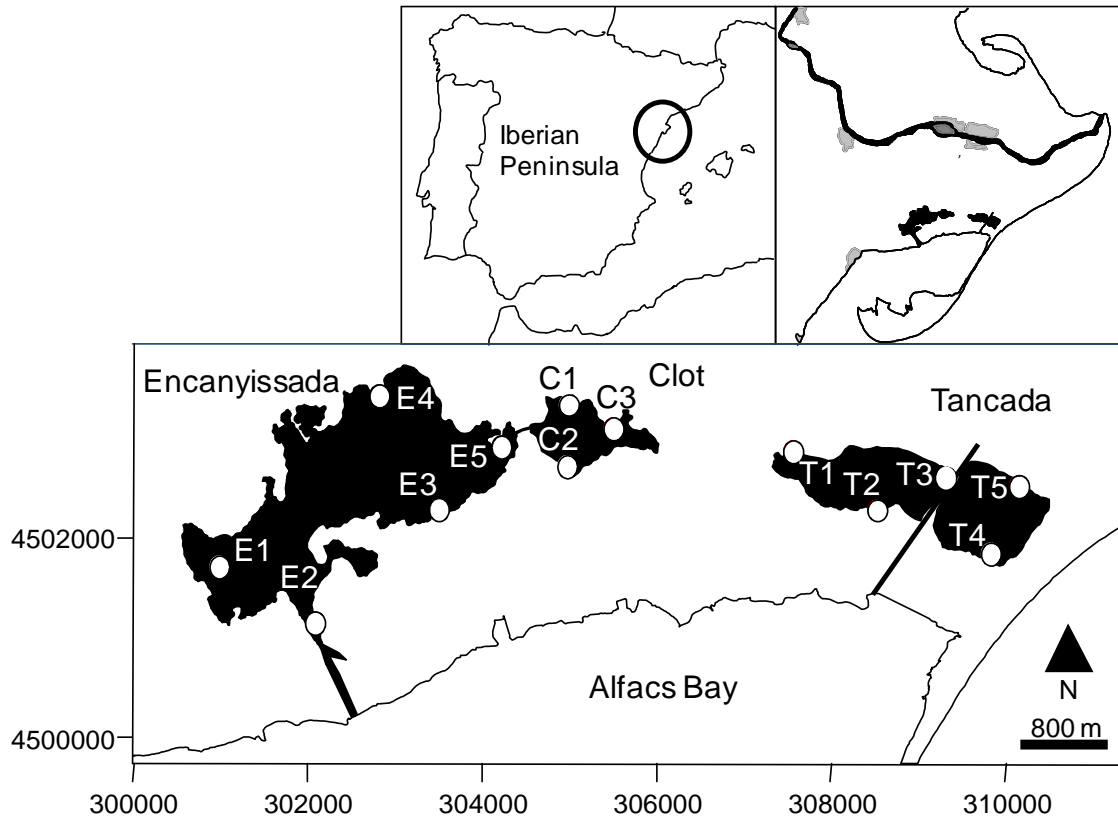 Iberian
Peninsula
Encanyissada
Clot
Tancada
C1
C3
E4
C2
E5
E3
T1
T2
T3
T5
T4
E1
E2
4502000
4500000
Alfacs Bay
N
800 m
300000
302000
304000
306000
308000
310000